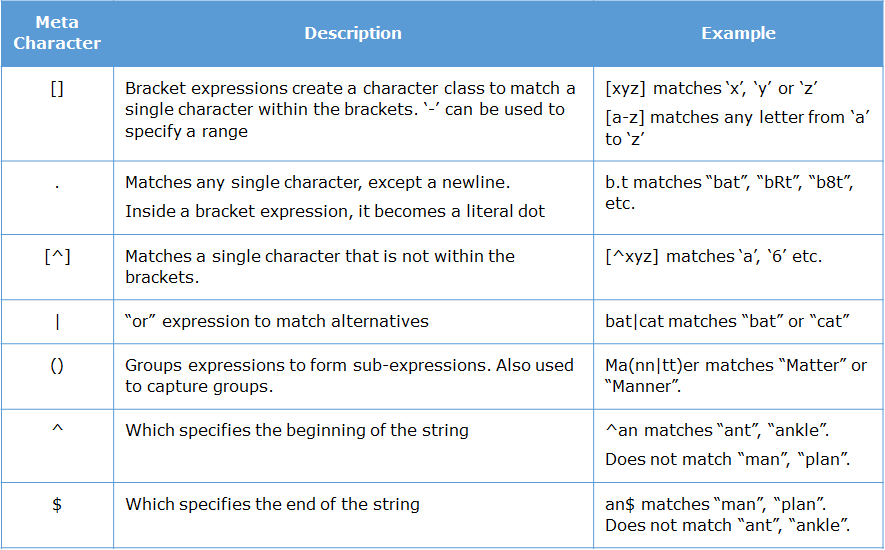 Meta
Character
Description
Example
[]
Bracket expressions create a character class to match a
single character within the brackets. ‘-’ can be used to
specify a range
[xyz] matches ‘x’, ‘y’ or ‘z’
[a-z] matches any letter from ‘a’
to ‘z’
.
Matches any single character, except a newline.
Inside a bracket expression, it becomes a literal dot
b.t matches “bat”, “bRt”, “b8t”,
etc.
[^]
Matches a single character that is not within the
brackets.
[^xyz] matches ‘a’, ‘6’ etc.
|
“or” expression to match alternatives
bat|cat matches “bat” or “cat”
()
Groups expressions to form sub-expressions. Also used
to capture groups.
Ma(nn|tt)er matches “Matter” or
“Manner”.
^
Which specifies the beginning of the string
^an matches “ant”, “ankle”.
Does not match “man”, “plan”.
$
Which specifies the end of the string
an$ matches “man”, “plan”.
Does not match “ant”, “ankle”.